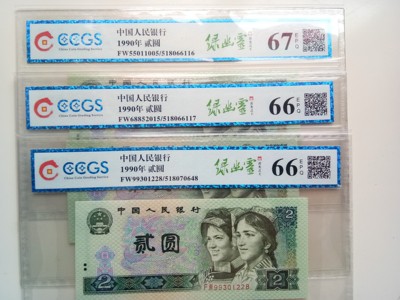 CCGS
中国人民银行
1990年 贰圆
FW55011005/518066116
绿幽灵
67 EPQ
CCGS
中国人民银行
1990年 贰圆
FW68882015/518066117
绿幽灵
66 EPQ
CCGS
中国人民银行
1990年 贰圆
FW99301228/518070648
绿幽灵
66 EPQ
中国人民银行
贰圆
2
FW99301228
2